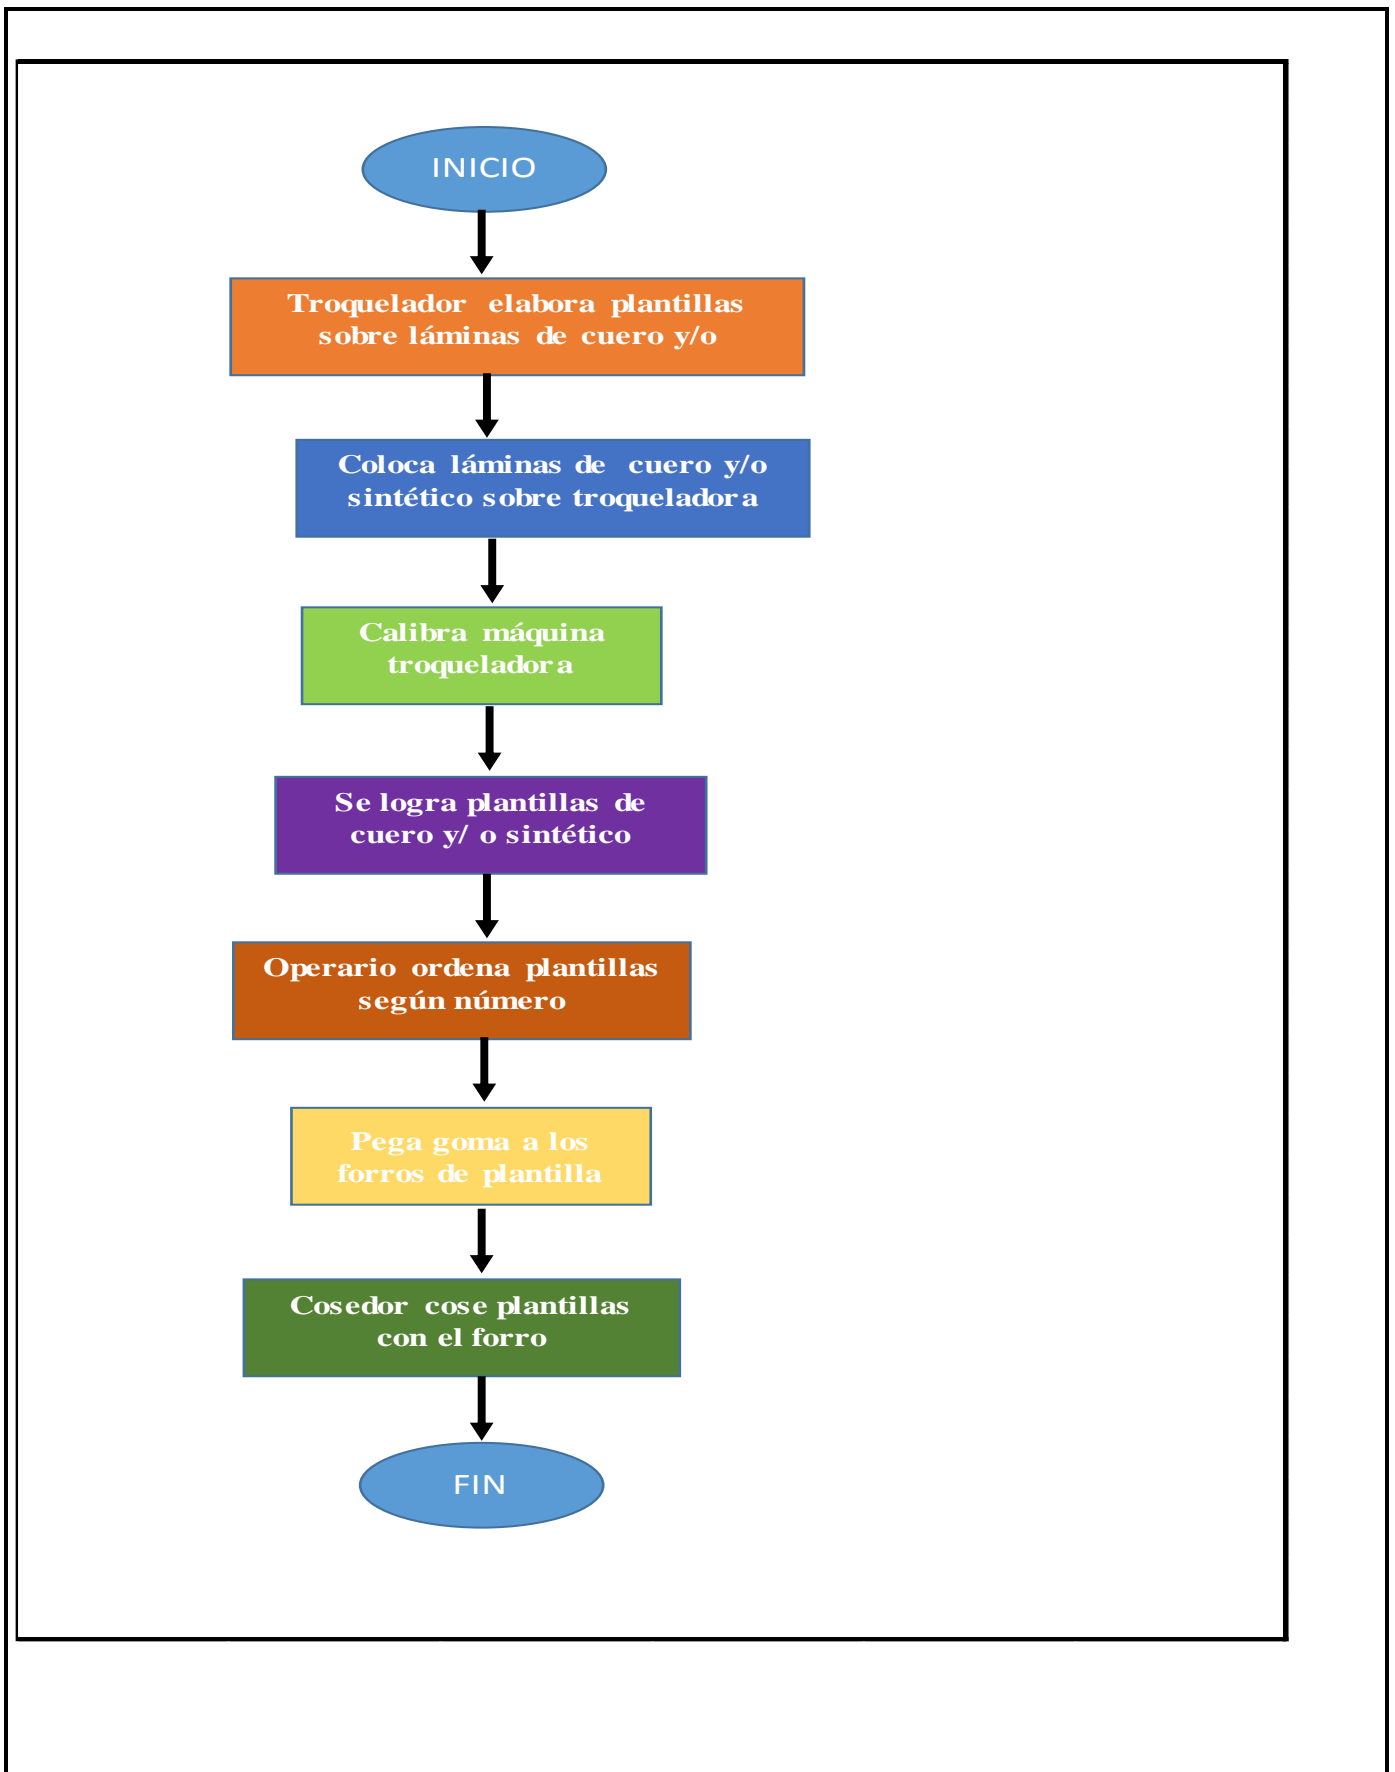 INICIO
Troquelador elabora plantillas
sobre láminas de cuero y/o
Coloca láminas de cuero y/o
sintético sobre troqueladora
Calibra máquina
troqueladora
Se logra plantillas de
cuero y/ o sintético
Operario ordena plantillas
según número
Pega goma a los
forros de plantilla
Cosedor cose plantillas
con el forro
FIN